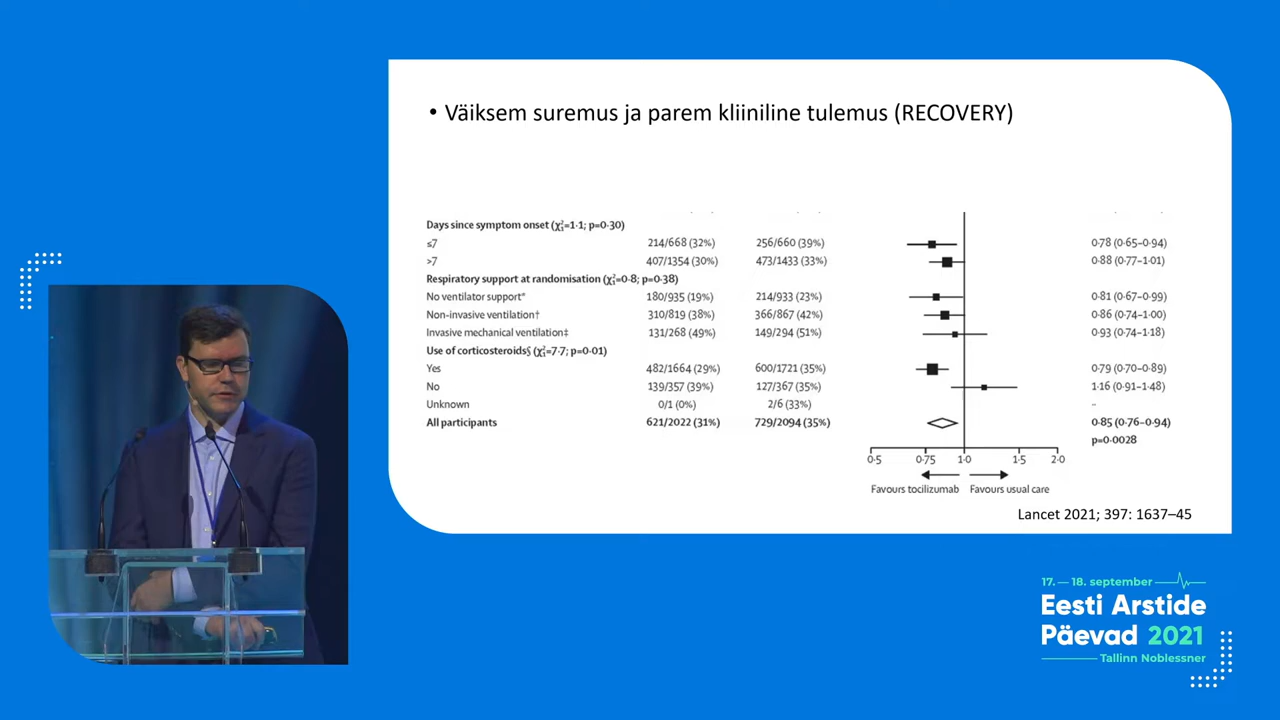 • Väiksem suremus ja parem kliiniline tulemus (RECOVERY)
Days since symptom onset (χ²₁=1·1; p=0·30)
≤7 214/668 (32%) 256/660 (39%) 0·78 (0·65–0·94)
>7 407/1354 (30%) 473/1433 (33%) 0·88 (0·77–1·01)
Respiratory support at randomisation (χ²₁=0·8; p=0·38)
No ventilator support* 180/935 (19%) 214/933 (23%) 0·81 (0·67–0·99)
Non-invasive ventilation† 310/819 (38%) 366/867 (42%) 0·86 (0·74–1·00)
Invasive mechanical ventilation‡ 131/268 (49%) 149/294 (51%) 0·93 (0·74–1·18)
Use of corticosteroids§ (χ²₁=7·7; p=0·01)
Yes 482/1664 (29%) 600/1721 (35%) 0·79 (0·70–0·89)
No 139/357 (39%) 127/367 (35%) 1·16 (0·91–1·48)
Unknown 0/1 (0%) 2/6 (33%) ··
All participants 621/2022 (31%) 729/2094 (35%) 0·85 (0·76–0·94)
p=0·0028
0·5 0·75 1·0 1·5 2·0
Favours tocilizumab Favours usual care
Lancet 2021; 397: 1637–45
17. — 18. september
Eesti Arstide
Päevad 2021
Tallinn Noblessner